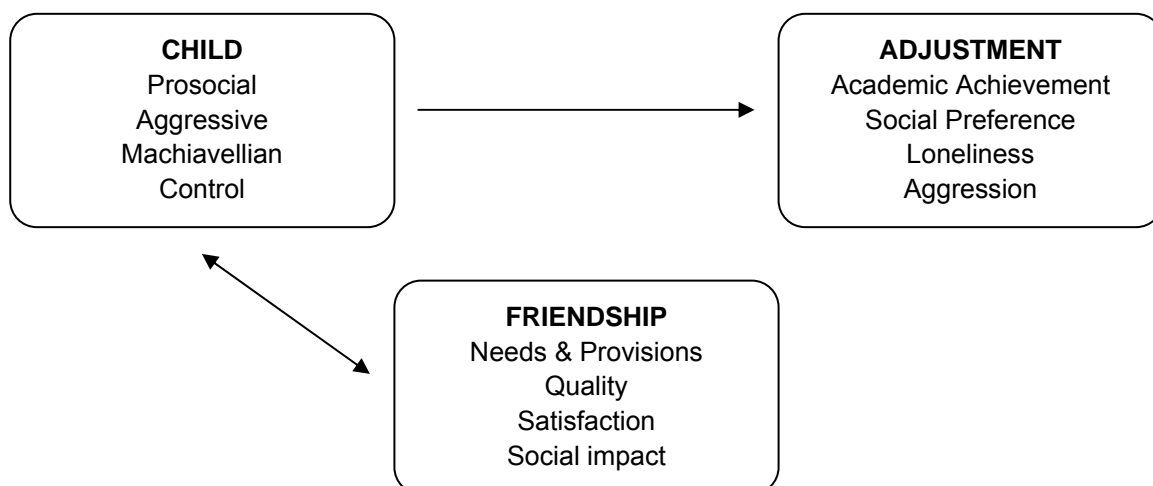 CHILD
Prosocial
Aggressive
Machiavellian
Control
ADJUSTMENT
Academic Achievement
Social Preference
Loneliness
Aggression
FRIENDSHIP
Needs & Provisions
Quality
Satisfaction
Social impact